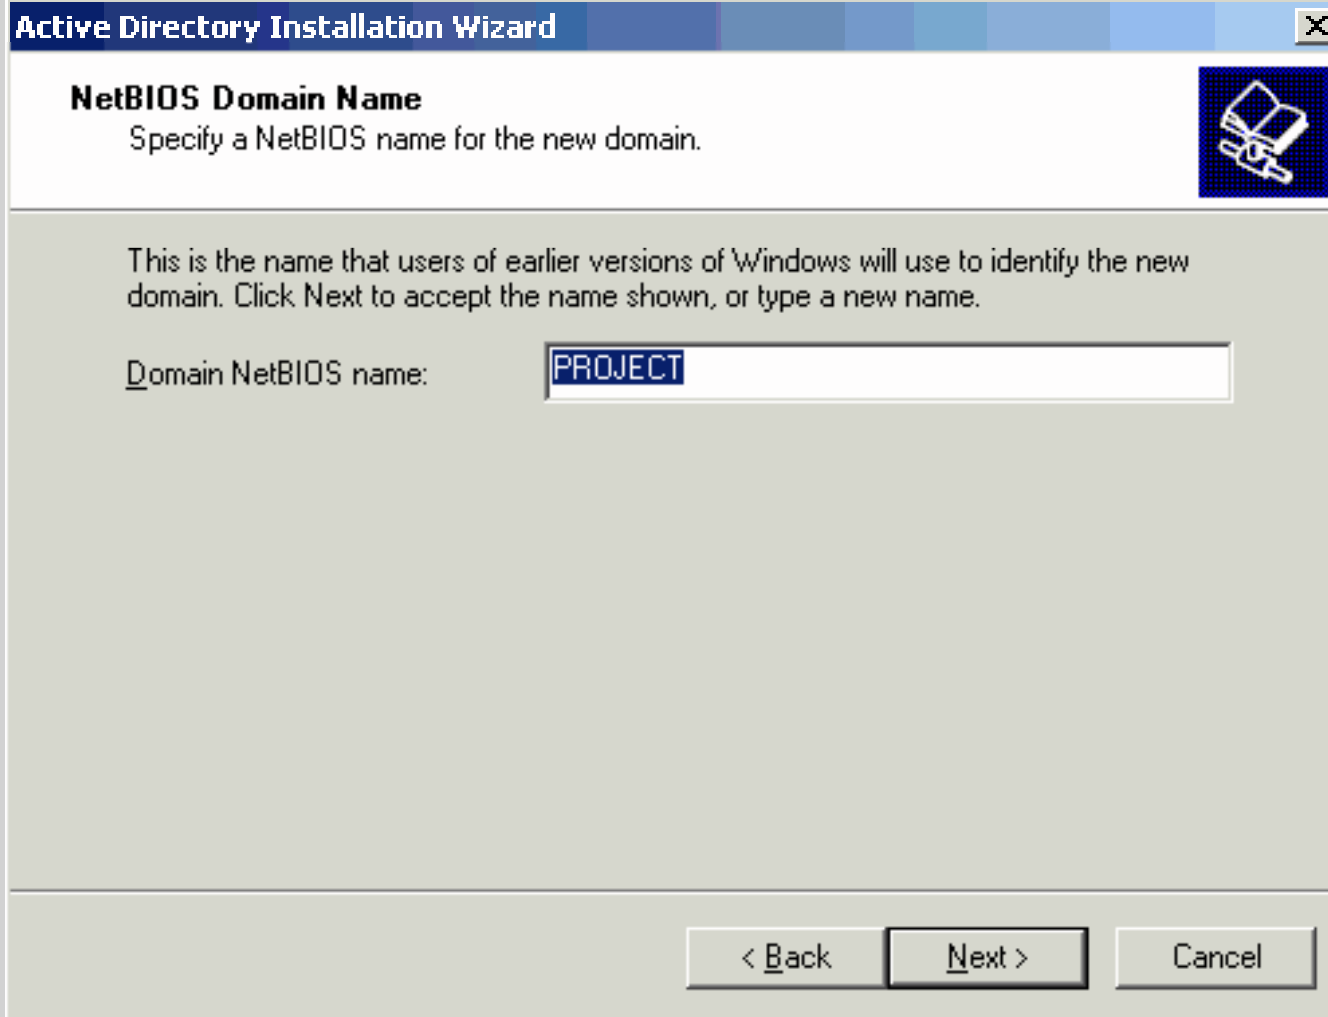 Active Directory Installation Wizard
NetBIOS Domain Name
Specify a NetBIOS name for the new domain.
This is the name that users of earlier versions of Windows will use to identify the new
domain. Click Next to accept the name shown, or type a new name.
Domain NetBIOS name: PROJECT
< Back Next > Cancel